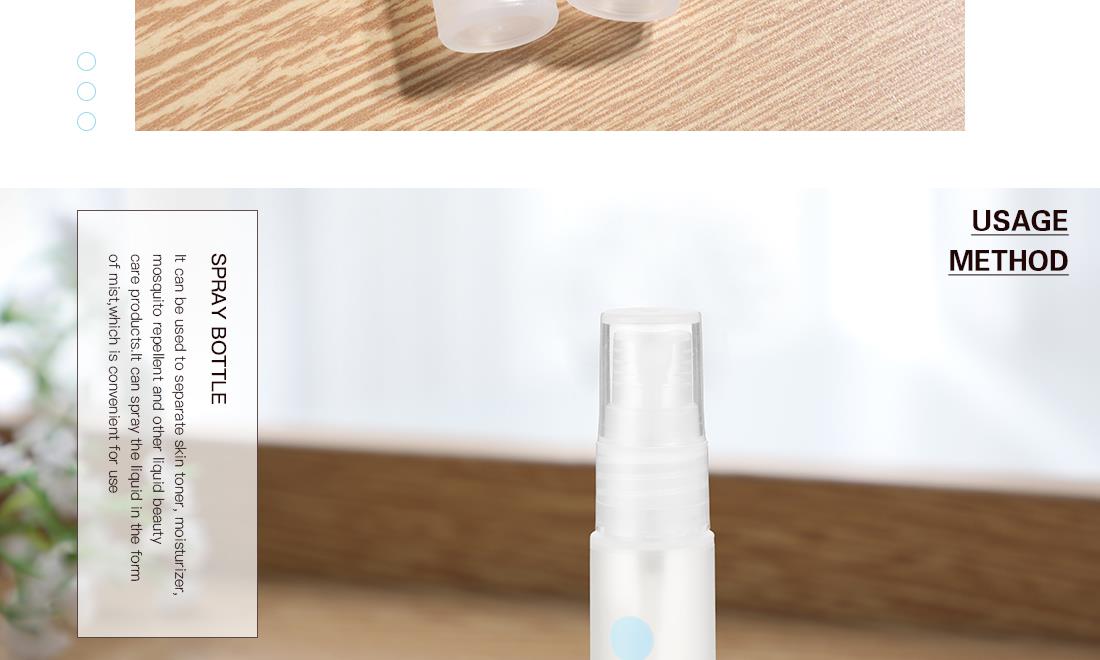 USAGE
METHOD
SPRAY BOTTLE
It can be used to separate skin toner, moisturizer,
mosquito repellent and other liquid beauty
care products.It can spray the liquid in the form
of mist,which is convenient for use